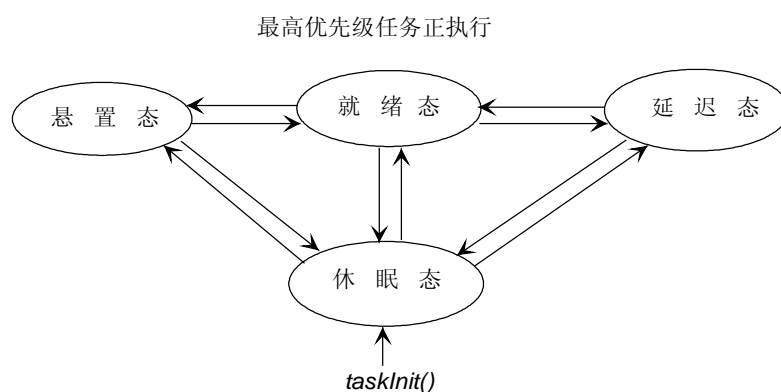 最高优先级任务正执行
悬 置 态
就 绪 态
延 迟 态
休 眠 态
taskInit()